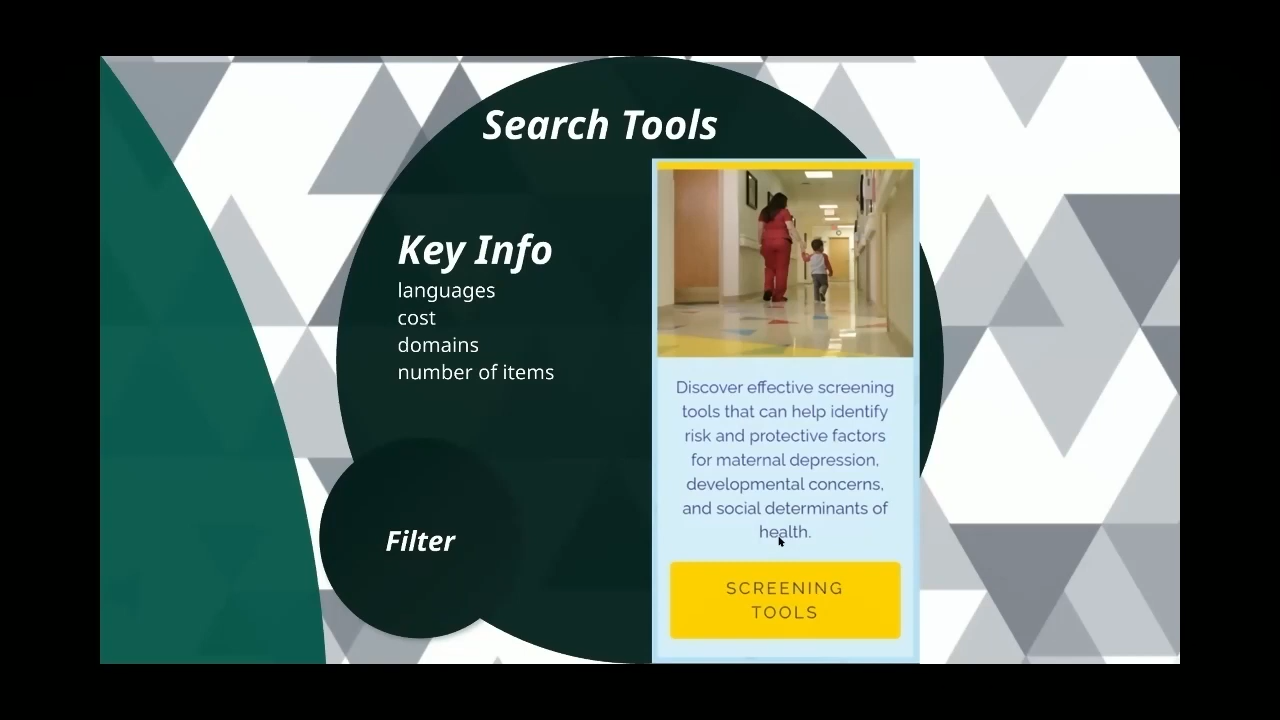 Search Tools
Key Info
languages
cost
domains
number of items
Filter
Discover effective screening
tools that can help identify
risk and protective factors
for maternal depression,
developmental concerns,
and social determinants of
health.
SCREENING
TOOLS